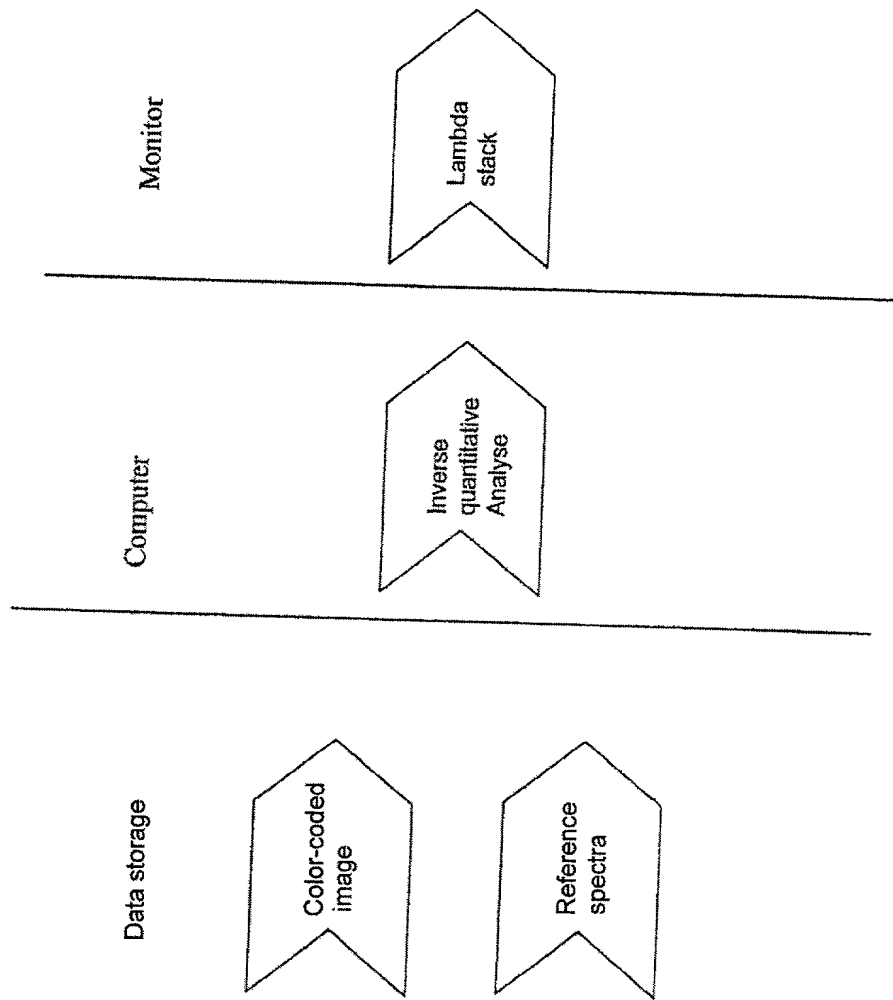 Data storage
Computer
Monitor
Color-coded
image
Reference
spectra
Inverse
quantitative
Analyse
Lambda
stack